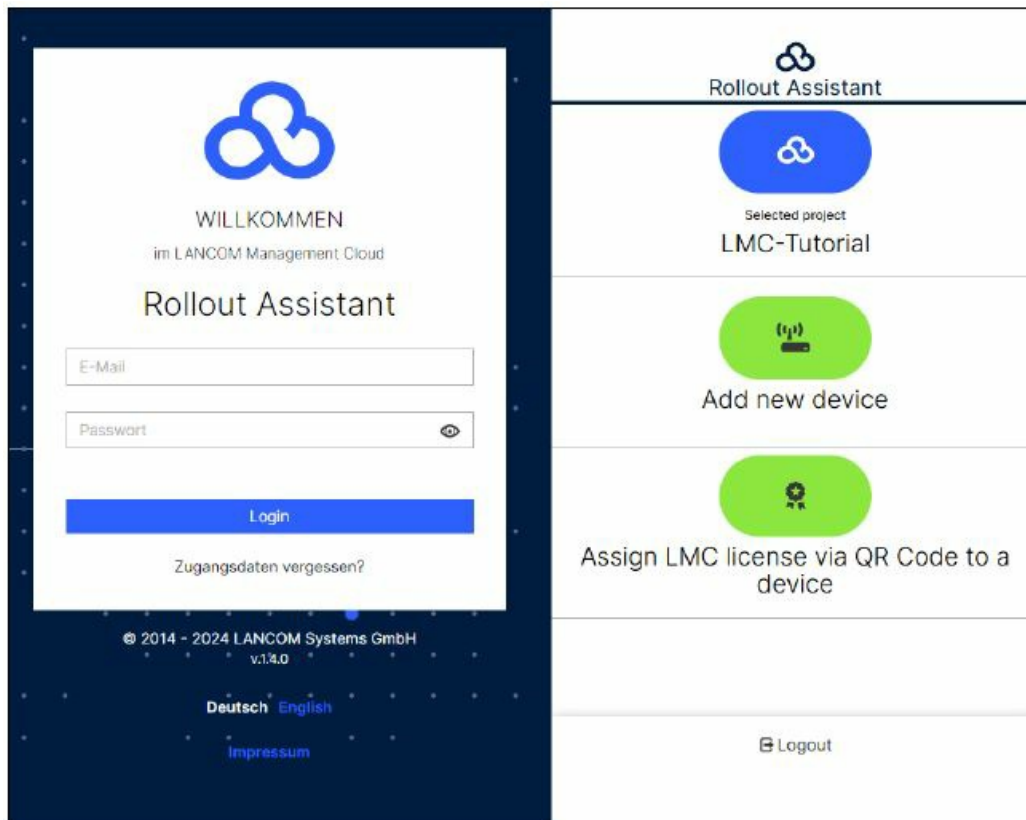 WILLKOMMEN
im LANCOM Management Cloud
Rollout Assistant
E-Mail
Passwort
Login
Zugangsdaten vergessen?
© 2014 - 2024 LANCOM Systems GmbH
v.1.4.0
Deutsch English
Impressum
Rollout Assistant
Selected project
LMC-Tutorial
Add new device
Assign LMC license via QR Code to a
device
Logout